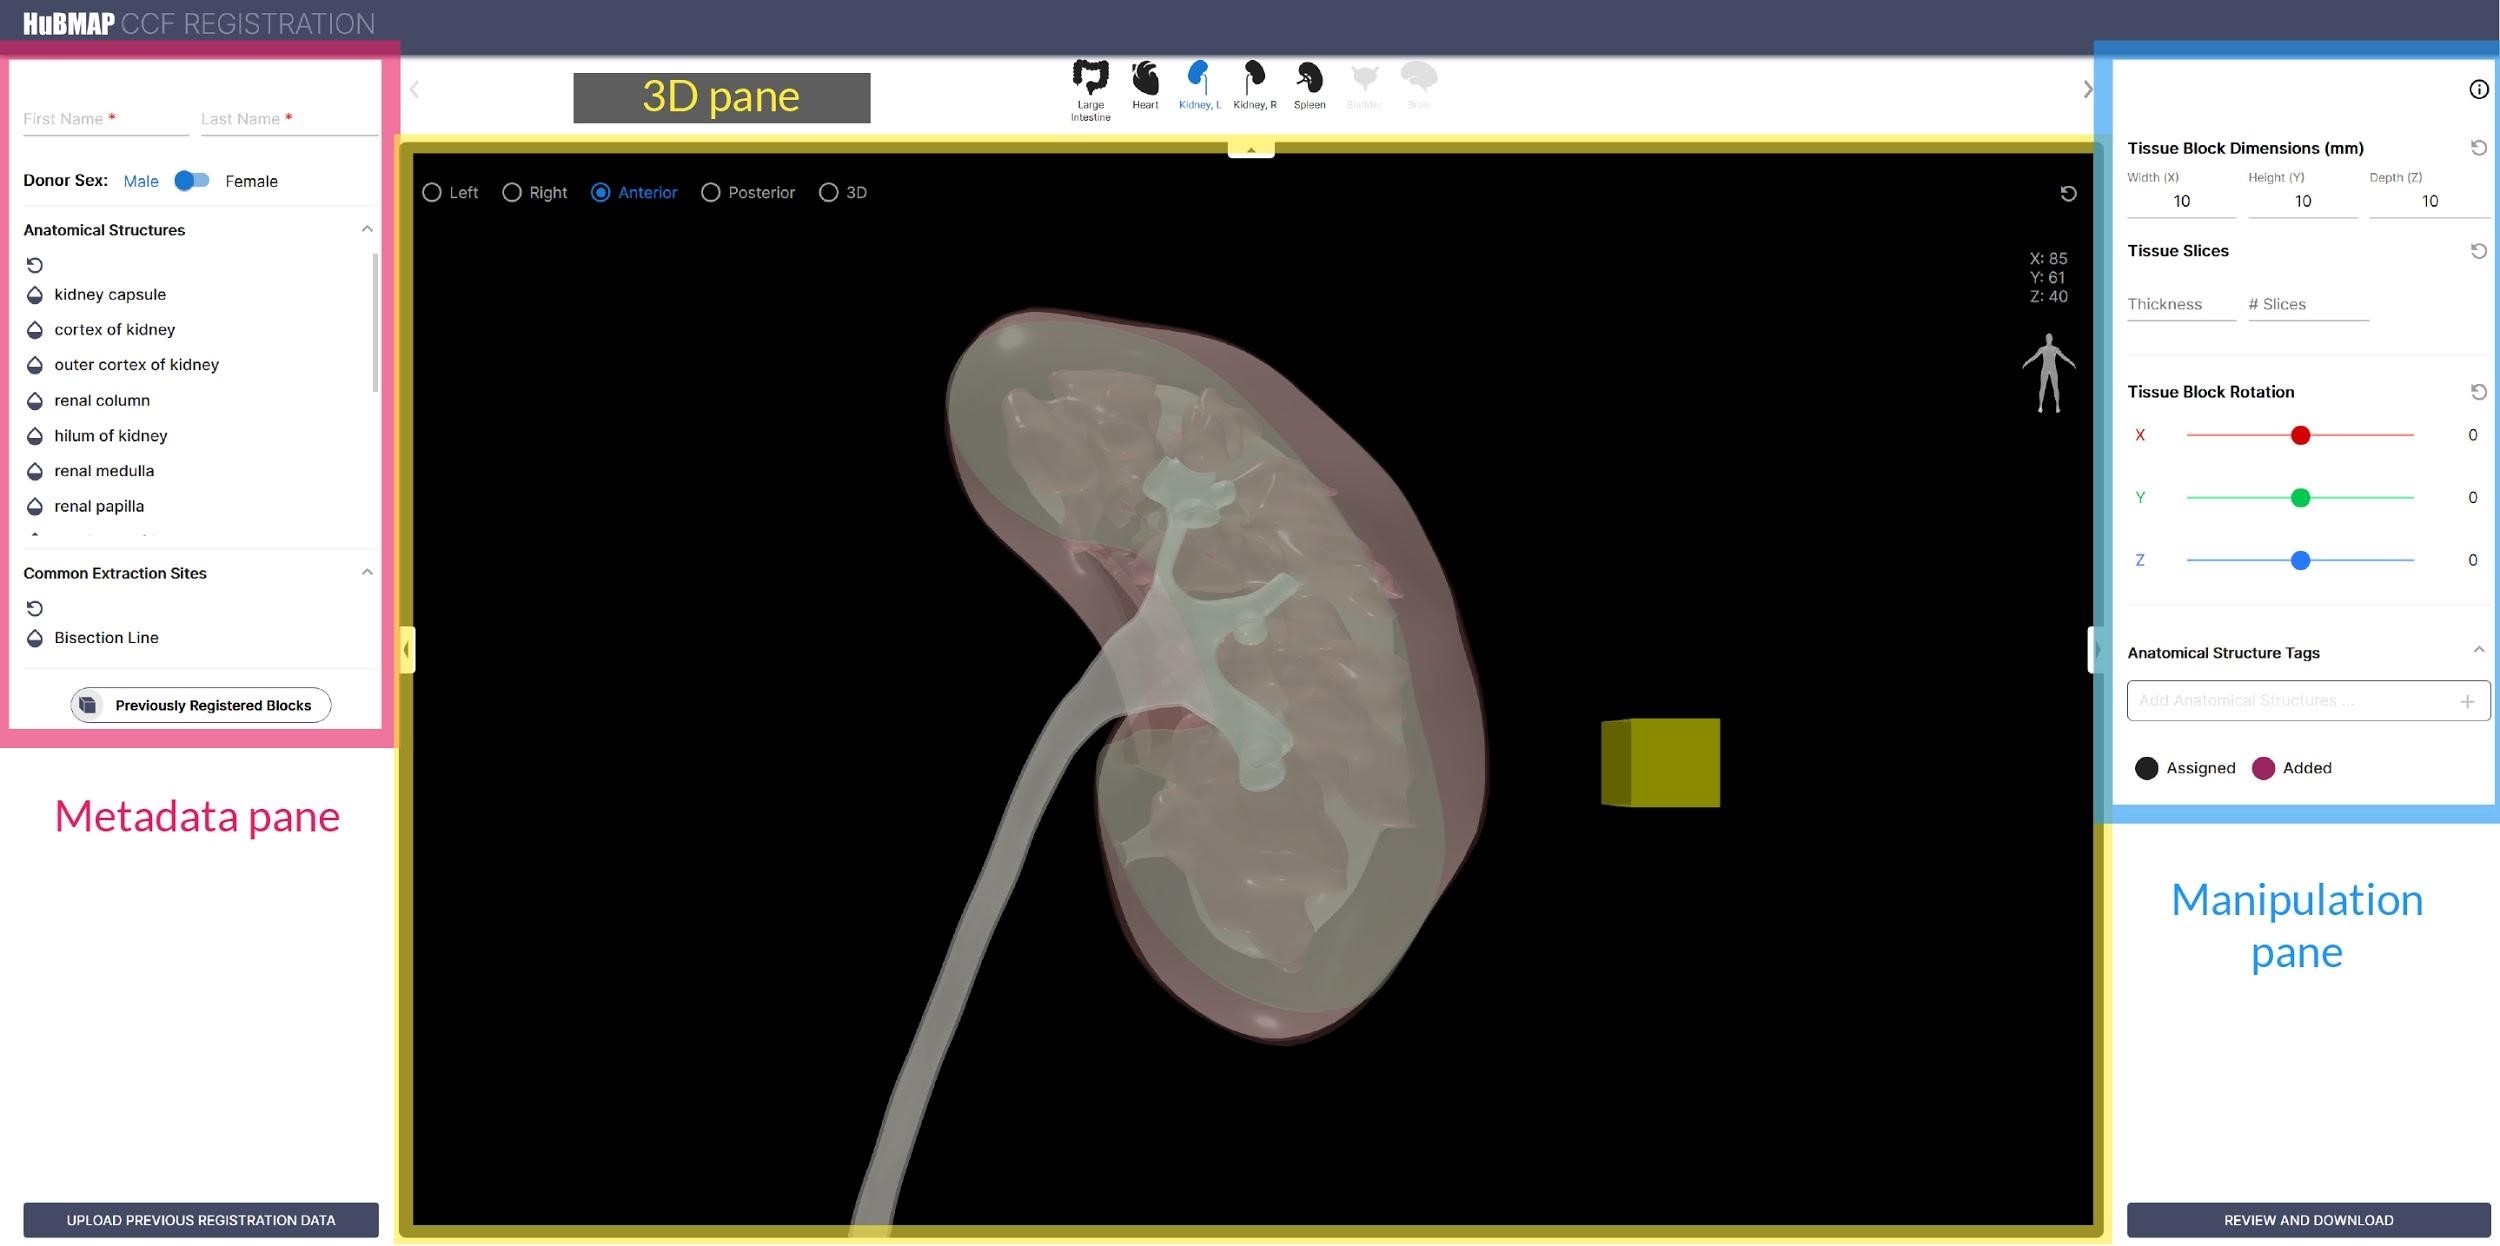 HuBMAP CCF REGISTRATION
3D pane
Large
Intestine
Heart
Kidney, L
Kidney, R
Spleen
Bladder
Brain
First Name *
Last Name *
Donor Sex: Male Female
Anatomical Structures
kidney capsule
cortex of kidney
outer cortex of kidney
renal column
hilum of kidney
renal medulla
renal papilla
Common Extraction Sites
Bisection Line
Previously Registered Blocks
Metadata pane
UPLOAD PREVIOUS REGISTRATION DATA
Left Right Anterior Posterior 3D
X: 85
Y: 61
Z: 40
Tissue Block Dimensions (mm)
Width (X) Height (Y) Depth (Z)
10 10 10
Tissue Slices
Thickness # Slices
Tissue Block Rotation
X 0
Y 0
Z 0
Anatomical Structure Tags
Add Anatomical Structures ... +
Assigned Added
Manipulation
pane
REVIEW AND DOWNLOAD